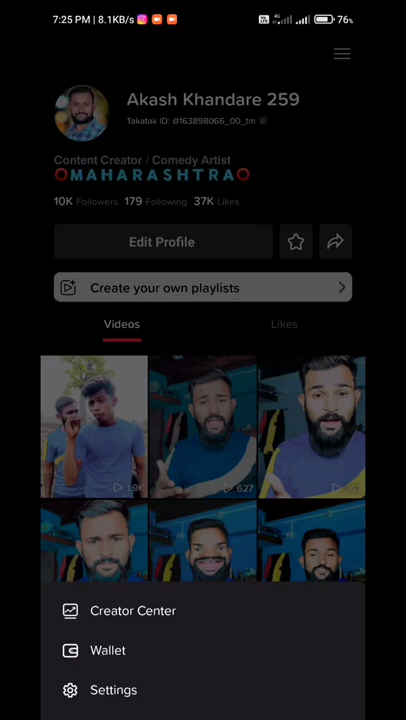 7:25 PM | 8.1KB/s
76%
Akash Khandare 259
Takatak ID: @163898066_00_tm
Content Creator / Comedy Artist
⭕MAHARASHTRA⭕
10K Followers 179 Following 37K Likes
Edit Profile
Create your own playlists
Videos Likes
1.9K 627
Creator Center
Wallet
Settings